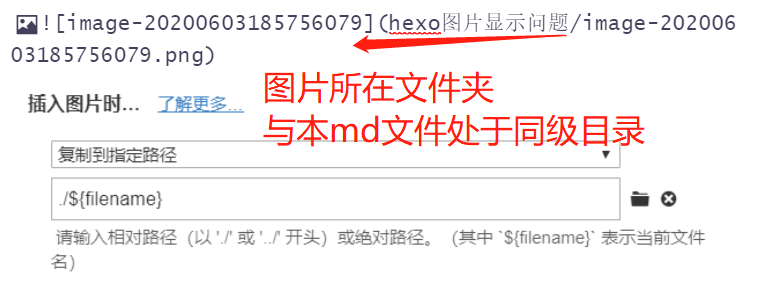 ![image-20200603185756079](hexo图片显示问题/image-202006
03185756079.png)
图片所在文件夹
与本md文件处于同级目录
插入图片时... 了解更多...
复制到指定路径
./${filename}
请输入相对路径（以 './' 或 '../' 开头）或绝对路径。（其中 `${filename}` 表示当前文件
名）